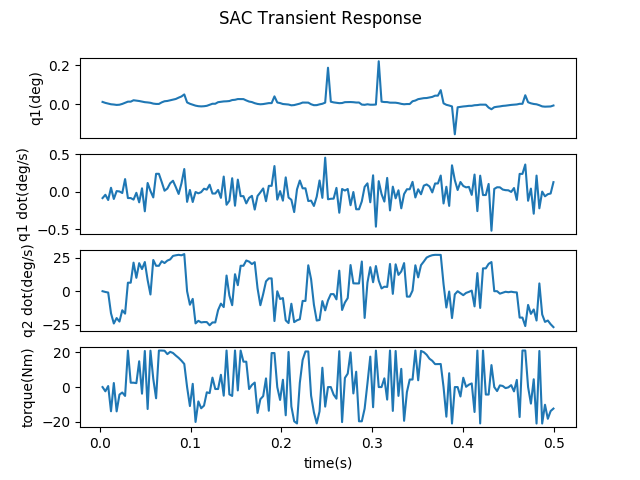 SAC Transient Response
q1(deg)
0.2
0.0
q1 dot(deg/s)
0.5
0.0
−0.5
q2 dot(deg/s)
25
0
−25
torque(Nm)
20
0
−20
0.0 0.1 0.2 0.3 0.4 0.5
time(s)